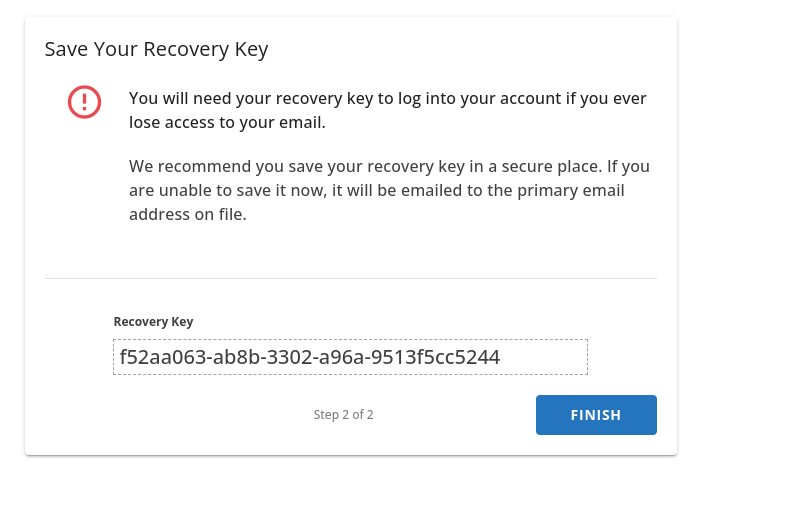 Save Your Recovery Key
You will need your recovery key to log into your account if you ever
lose access to your email.
We recommend you save your recovery key in a secure place. If you
are unable to save it now, it will be emailed to the primary email
address on file.
Recovery Key
f52aa063-ab8b-3302-a96a-9513f5cc5244
Step 2 of 2
FINISH